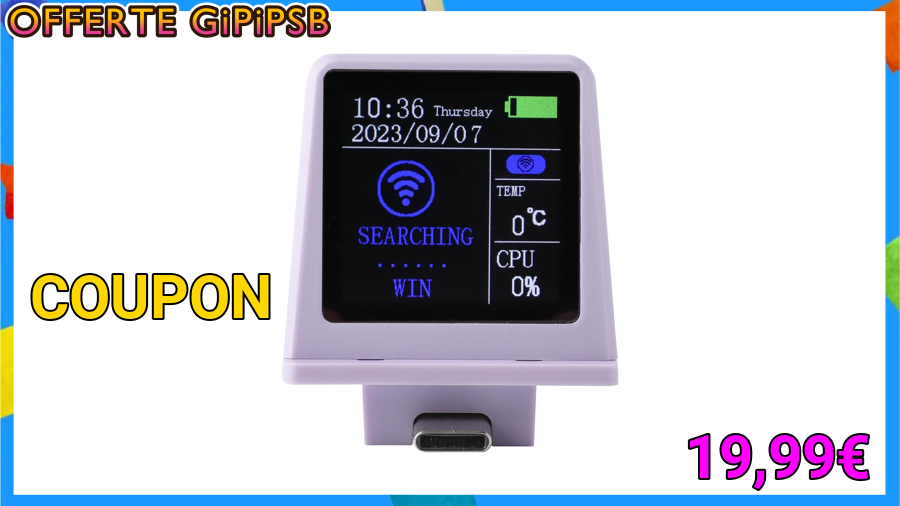 OFFERTE GiPiPSB
10:36 Thursday
2023/09/07
TEMP
0°C
SEARCHING
......
CPU
WIN
0%
COUPON
19,99€